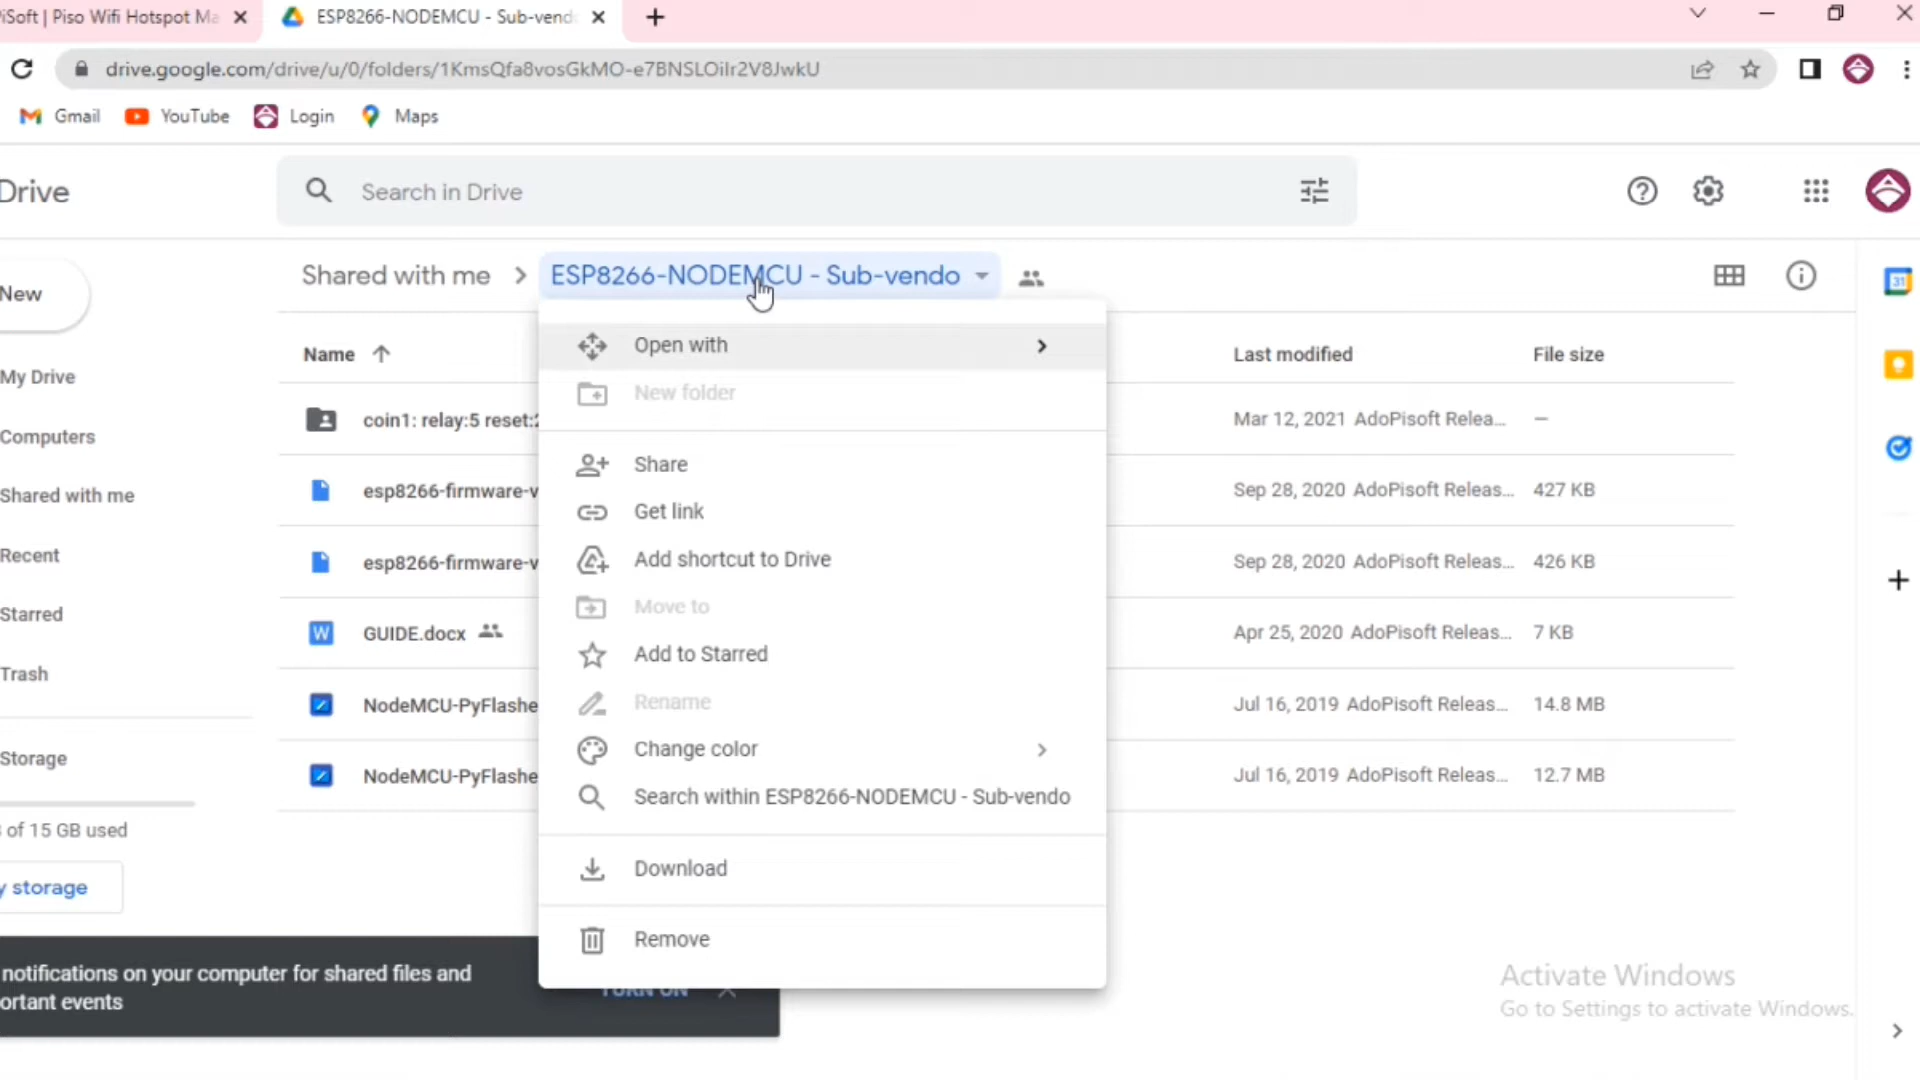 iSoft | Piso Wifi Hotspot Ma
ESP8266-NODEMCU - Sub-vend
drive.google.com/drive/u/0/folders/1KmsQfa8vosGkMO-e7BNSLOiIr2V8JwkU
Gmail
YouTube
Login
Maps
Drive
Search in Drive
New
My Drive
Computers
Shared with me
Recent
Starred
Trash
Storage
of 15 GB used
y storage
Shared with me
ESP8266-NODEMCU - Sub-vendo
Name
Last modified
File size
coin1: relay:5 reset:
Mar 12, 2021 AdoPisoft Relea... –
esp8266-firmware-v
Sep 28, 2020 AdoPisoft Releas... 427 KB
esp8266-firmware-v
Sep 28, 2020 AdoPisoft Releas... 426 KB
GUIDE.docx
Apr 25, 2020 AdoPisoft Releas... 7 KB
NodeMCU-PyFlashe
Jul 16, 2019 AdoPisoft Releas... 14.8 MB
NodeMCU-PyFlashe
Jul 16, 2019 AdoPisoft Releas... 12.7 MB
Open with
New folder
Share
Get link
Add shortcut to Drive
Move to
Add to Starred
Rename
Change color
Search within ESP8266-NODEMCU - Sub-vendo
Download
Remove
31
notifications on your computer for shared files and
ortant events
TURN ON
Activate Windows
Go to Settings to activate Windows.